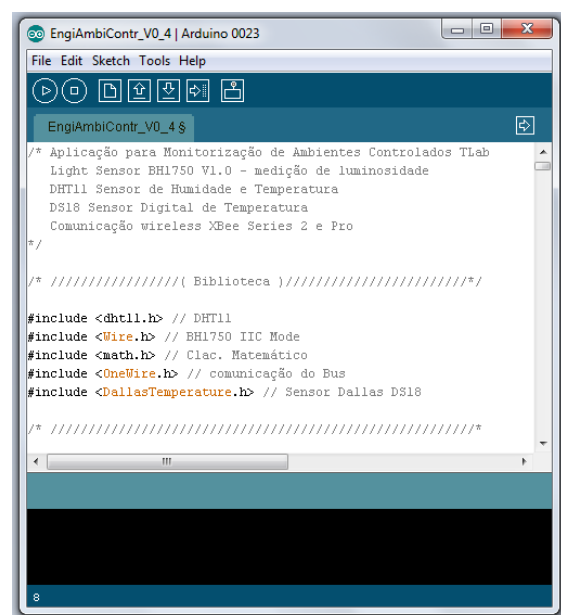 EngiAmbiContr_V0_4 | Arduino 0023
File Edit Sketch Tools Help
EngiAmbiContr_V0_4 §
/* Aplicação para Monitorização de Ambientes Controlados TLab
Light Sensor BH1750 V1.0 - medição de luminosidade
DHT11 Sensor de Humidade e Temperatura
DS18 Sensor Digital de Temperatura
Comunicação wireless XBee Series 2 e Pro
*/
/* /////////////////( Biblioteca )////////////////////////*/
#include <dht11.h> // DHT11
#include <Wire.h> // BH1750 IIC Mode
#include <math.h> // Clac. Matemático
#include <OneWire.h> // comunicação do Bus
#include <DallasTemperature.h> // Sensor Dallas DS18
/* ////////////////////////////////////////////////////////*
8